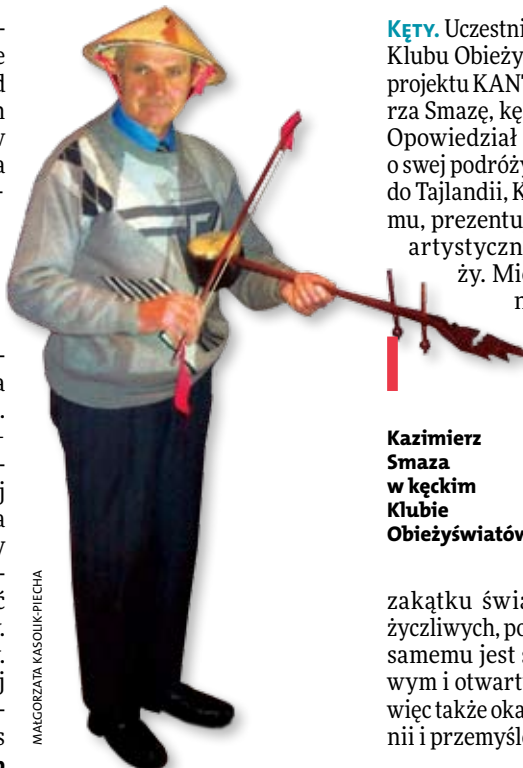 KĘTY. Uczestni
Klubu Obieży
projektu KANT
rza Smazę, kę
Opowiedział
o swej podróży
do Tajlandii, K
mu, prezentu
artystyczn
ży. Mi
Kazimierz
Smaza
w kęckim
Klubie
Obieżyświatów
zakątku świa
życzliwych, po
samemu jest s
wym i otwart
więc także oka
nii i przemyśl
MAŁGORZATA KASOLIK-PIECHA